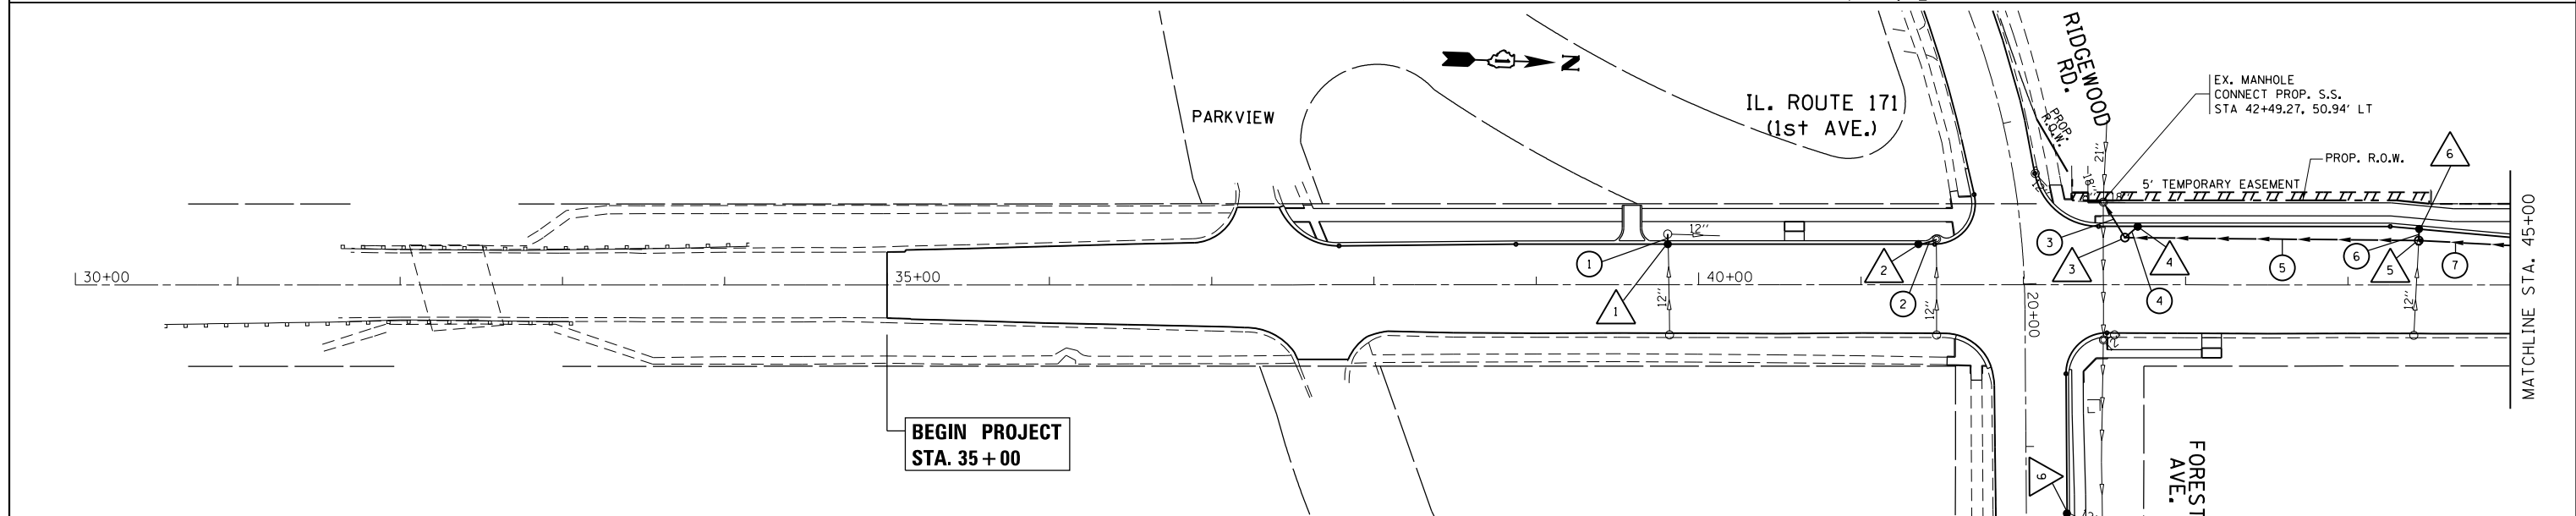 RIDGEWOOD
RD.
N
EX. MANHOLE
CONNECT PROP. S.S.
STA 42+49.27, 50.94' LT
PARKVIEW
IL. ROUTE 171
(1st AVE.)
PROP.
R.O.W.
21"
PROP. R.O.W.
6
18"
5' TEMPORARY EASEMENT
12"
12"
3
1
2
3
4
5
6
5
7
30+00
35+00
40+00
1
12"
2
12"
20+00
4
12"
MATCHLINE STA. 45+00
BEGIN PROJECT
STA. 35+00
9
FOREST
AVE.